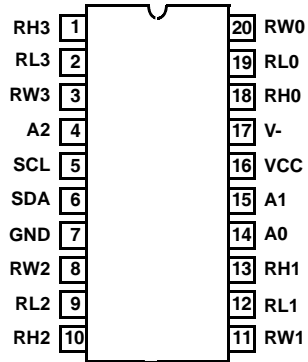 RH3 1 20 RW0
RL3 2 19 RL0
RW3 3 18 RH0
A2 4 17 V-
SCL 5 16 VCC
SDA 6 15 A1
GND 7 14 A0
RW2 8 13 RH1
RL2 9 12 RL1
RH2 10 11 RW1